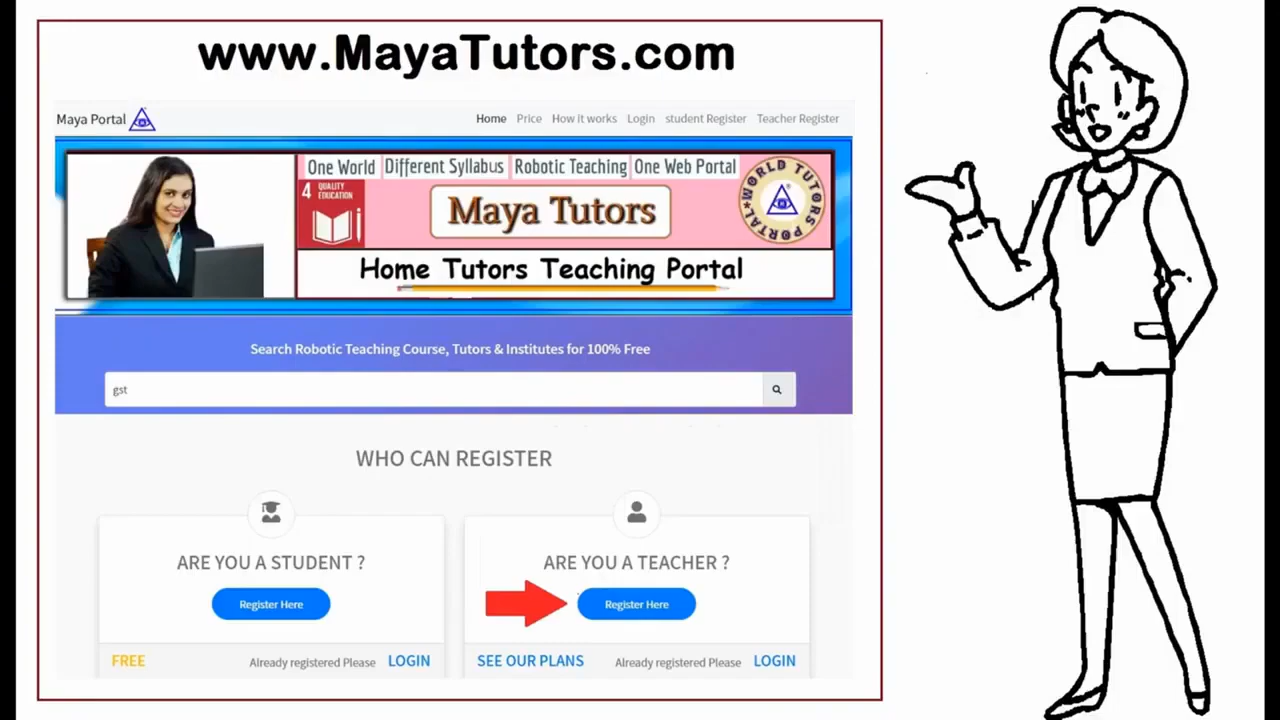 www.MayaTutors.com
Maya Portal
Home Price How it works Login student Register Teacher Register
One World Different Syllabus Robotic Teaching One Web Portal
4 QUALITY EDUCATION
Maya Tutors
WORLD TUTORS PORTAL
Home Tutors Teaching Portal
Search Robotic Teaching Course, Tutors & Institutes for 100% Free
gst
WHO CAN REGISTER
ARE YOU A STUDENT ?
Register Here
FREE Already registered Please LOGIN
ARE YOU A TEACHER ?
Register Here
SEE OUR PLANS Already registered Please LOGIN